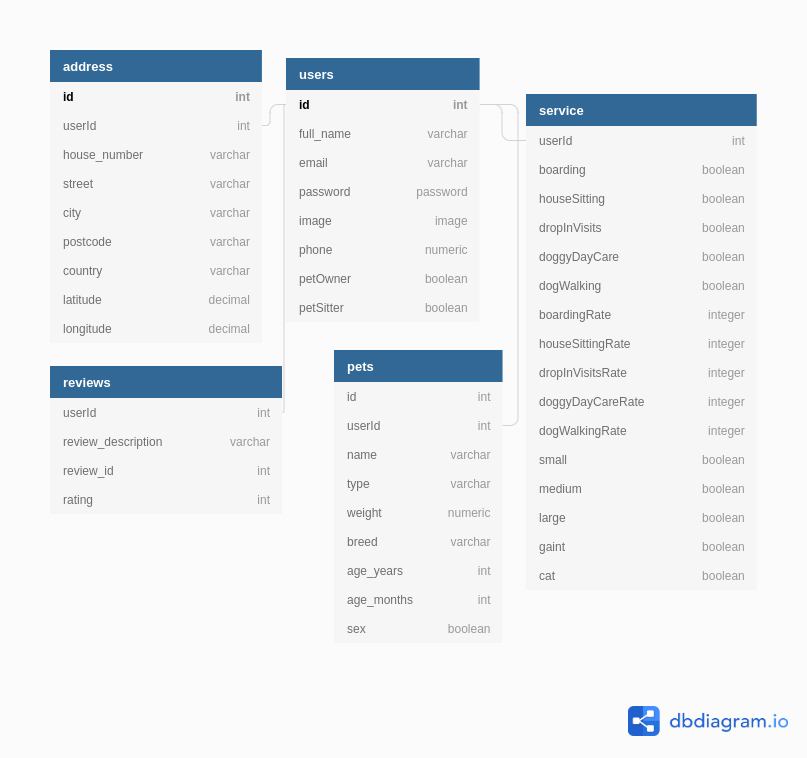 address
id int
userId int
house_number varchar
street varchar
city varchar
postcode varchar
country varchar
latitude decimal
longitude decimal
users
id int
full_name varchar
email varchar
password password
image image
phone numeric
petOwner boolean
petSitter boolean
service
userId int
boarding boolean
houseSitting boolean
dropInVisits boolean
doggyDayCare boolean
dogWalking boolean
boardingRate integer
houseSittingRate integer
dropInVisitsRate integer
doggyDayCareRate integer
dogWalkingRate integer
small boolean
medium boolean
large boolean
gaint boolean
cat boolean
reviews
userId int
review_description varchar
review_id int
rating int
pets
id int
userId int
name varchar
type varchar
weight numeric
breed varchar
age_years int
age_months int
sex boolean
dbdiagram.io